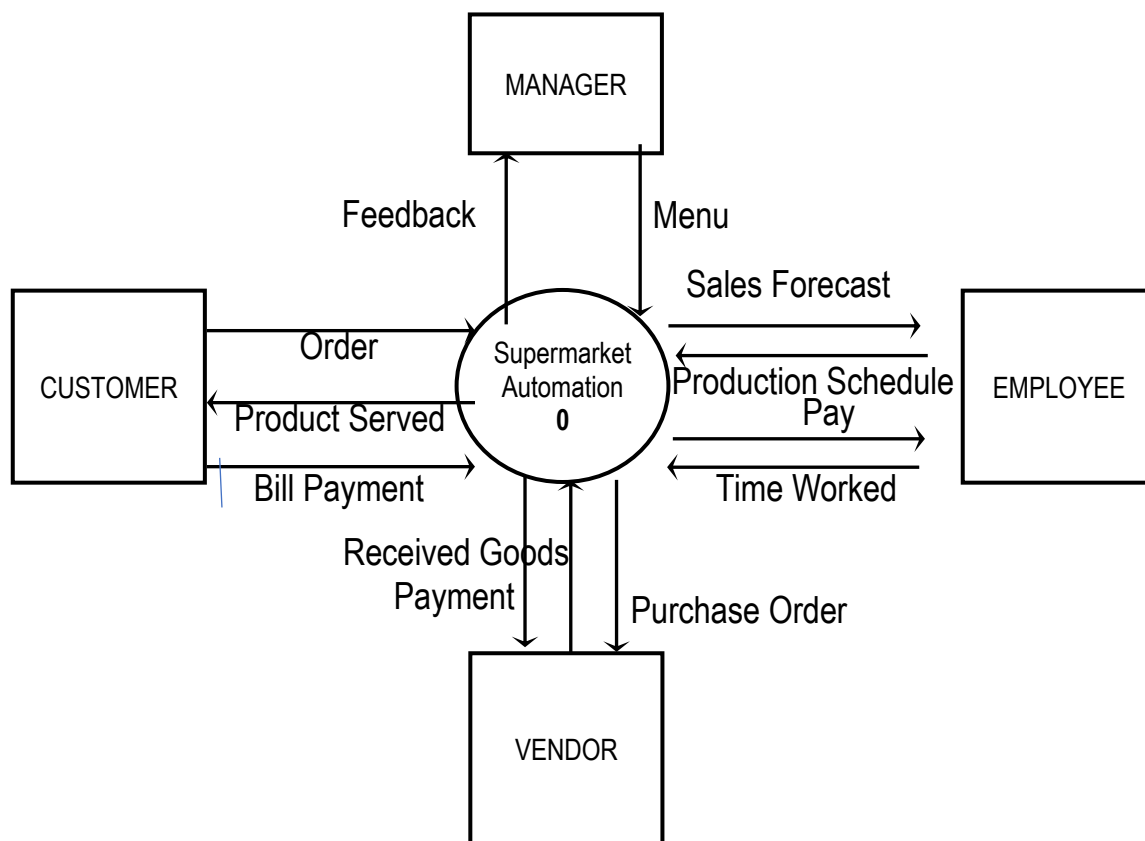 MANAGER
Feedback
Menu
Sales Forecast
Order
Supermarket
Automation
0
CUSTOMER
Production Schedule
EMPLOYEE
Product Served
Pay
Bill Payment
Time Worked
Received Goods
Payment
Purchase Order
VENDOR